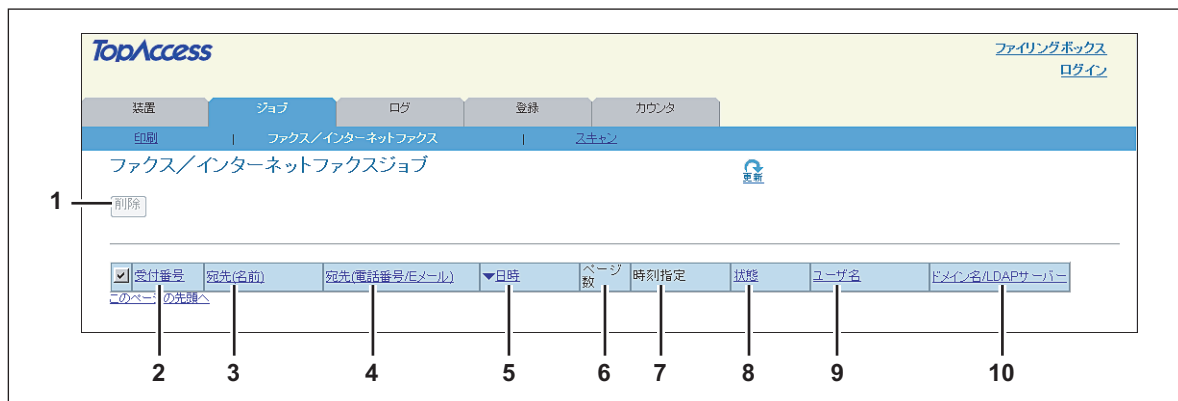 TopAccess
ファイリングボックス
ログイン
装置 ジョブ ログ 登録 カウンタ
印刷 | ファクス／インターネットファクス | スキャン
ファクス／インターネットファクスジョブ
更新
1
削除
受付番号 宛先(名前) 宛先(電話番号/Eメール) ▼日時 ページ数 時刻指定 状態 ユーザ名 ドメイン名/LDAPサーバー
このページの先頭へ
2 3 4 5 6 7 8 9 10